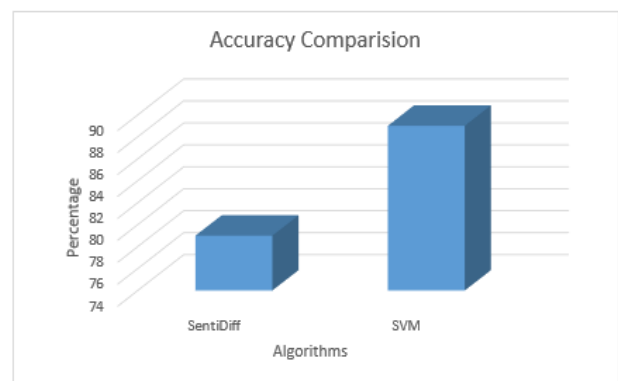 Accuracy Comparision
90
88
86
84
82
80
78
76
74
Percentage
SentiDiff SVM
Algorithms